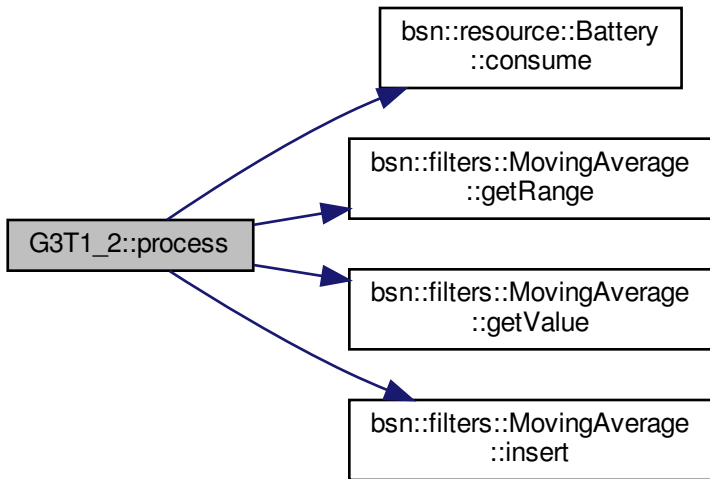 G3T1_2::process
bsn::resource::Battery
::consume
bsn::filters::MovingAverage
::getRange
bsn::filters::MovingAverage
::getValue
bsn::filters::MovingAverage
::insert